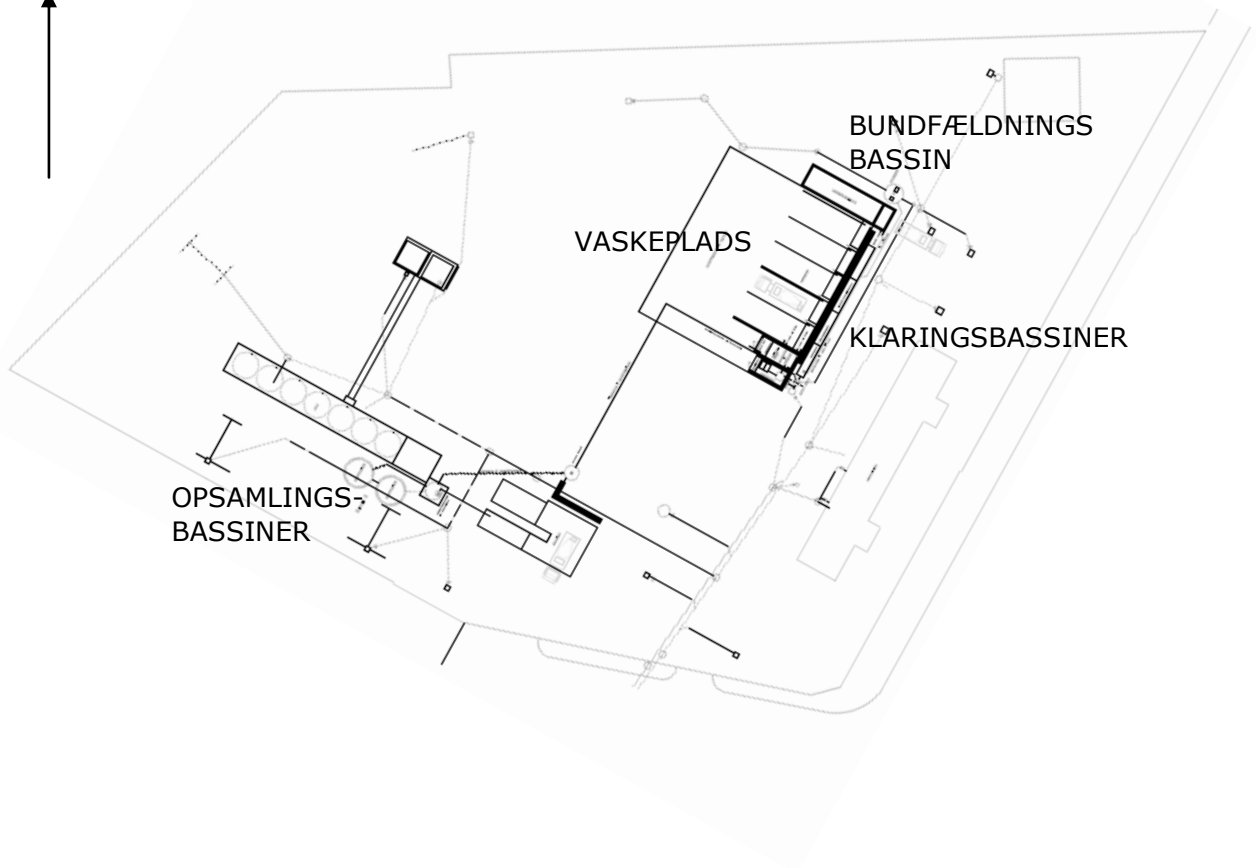 BUNDFÆLDNINGS
BASSIN
VASKEPLADS
KLARINGSBASSINER
OPSAMLINGS-
BASSINER